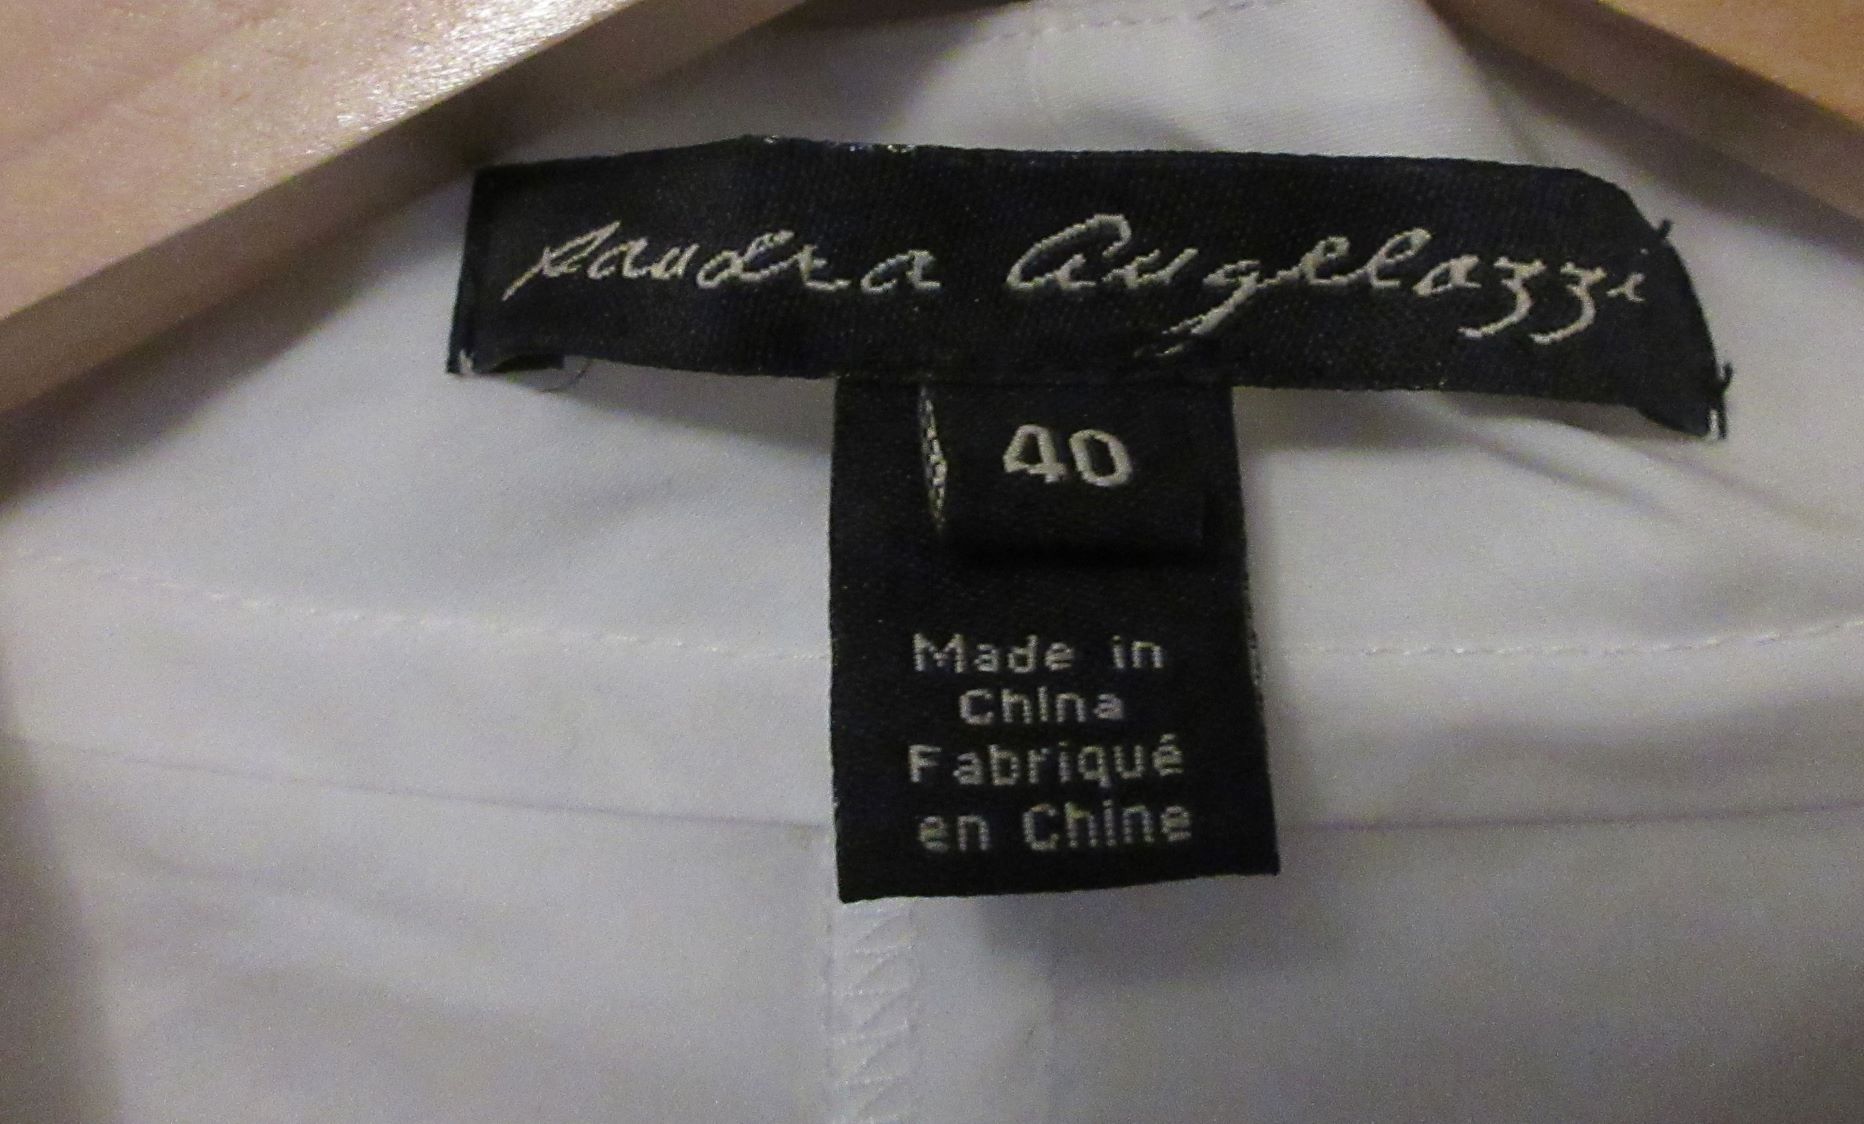 Sandra Angelozzi
40
Made in
China
Fabriqué
en Chine